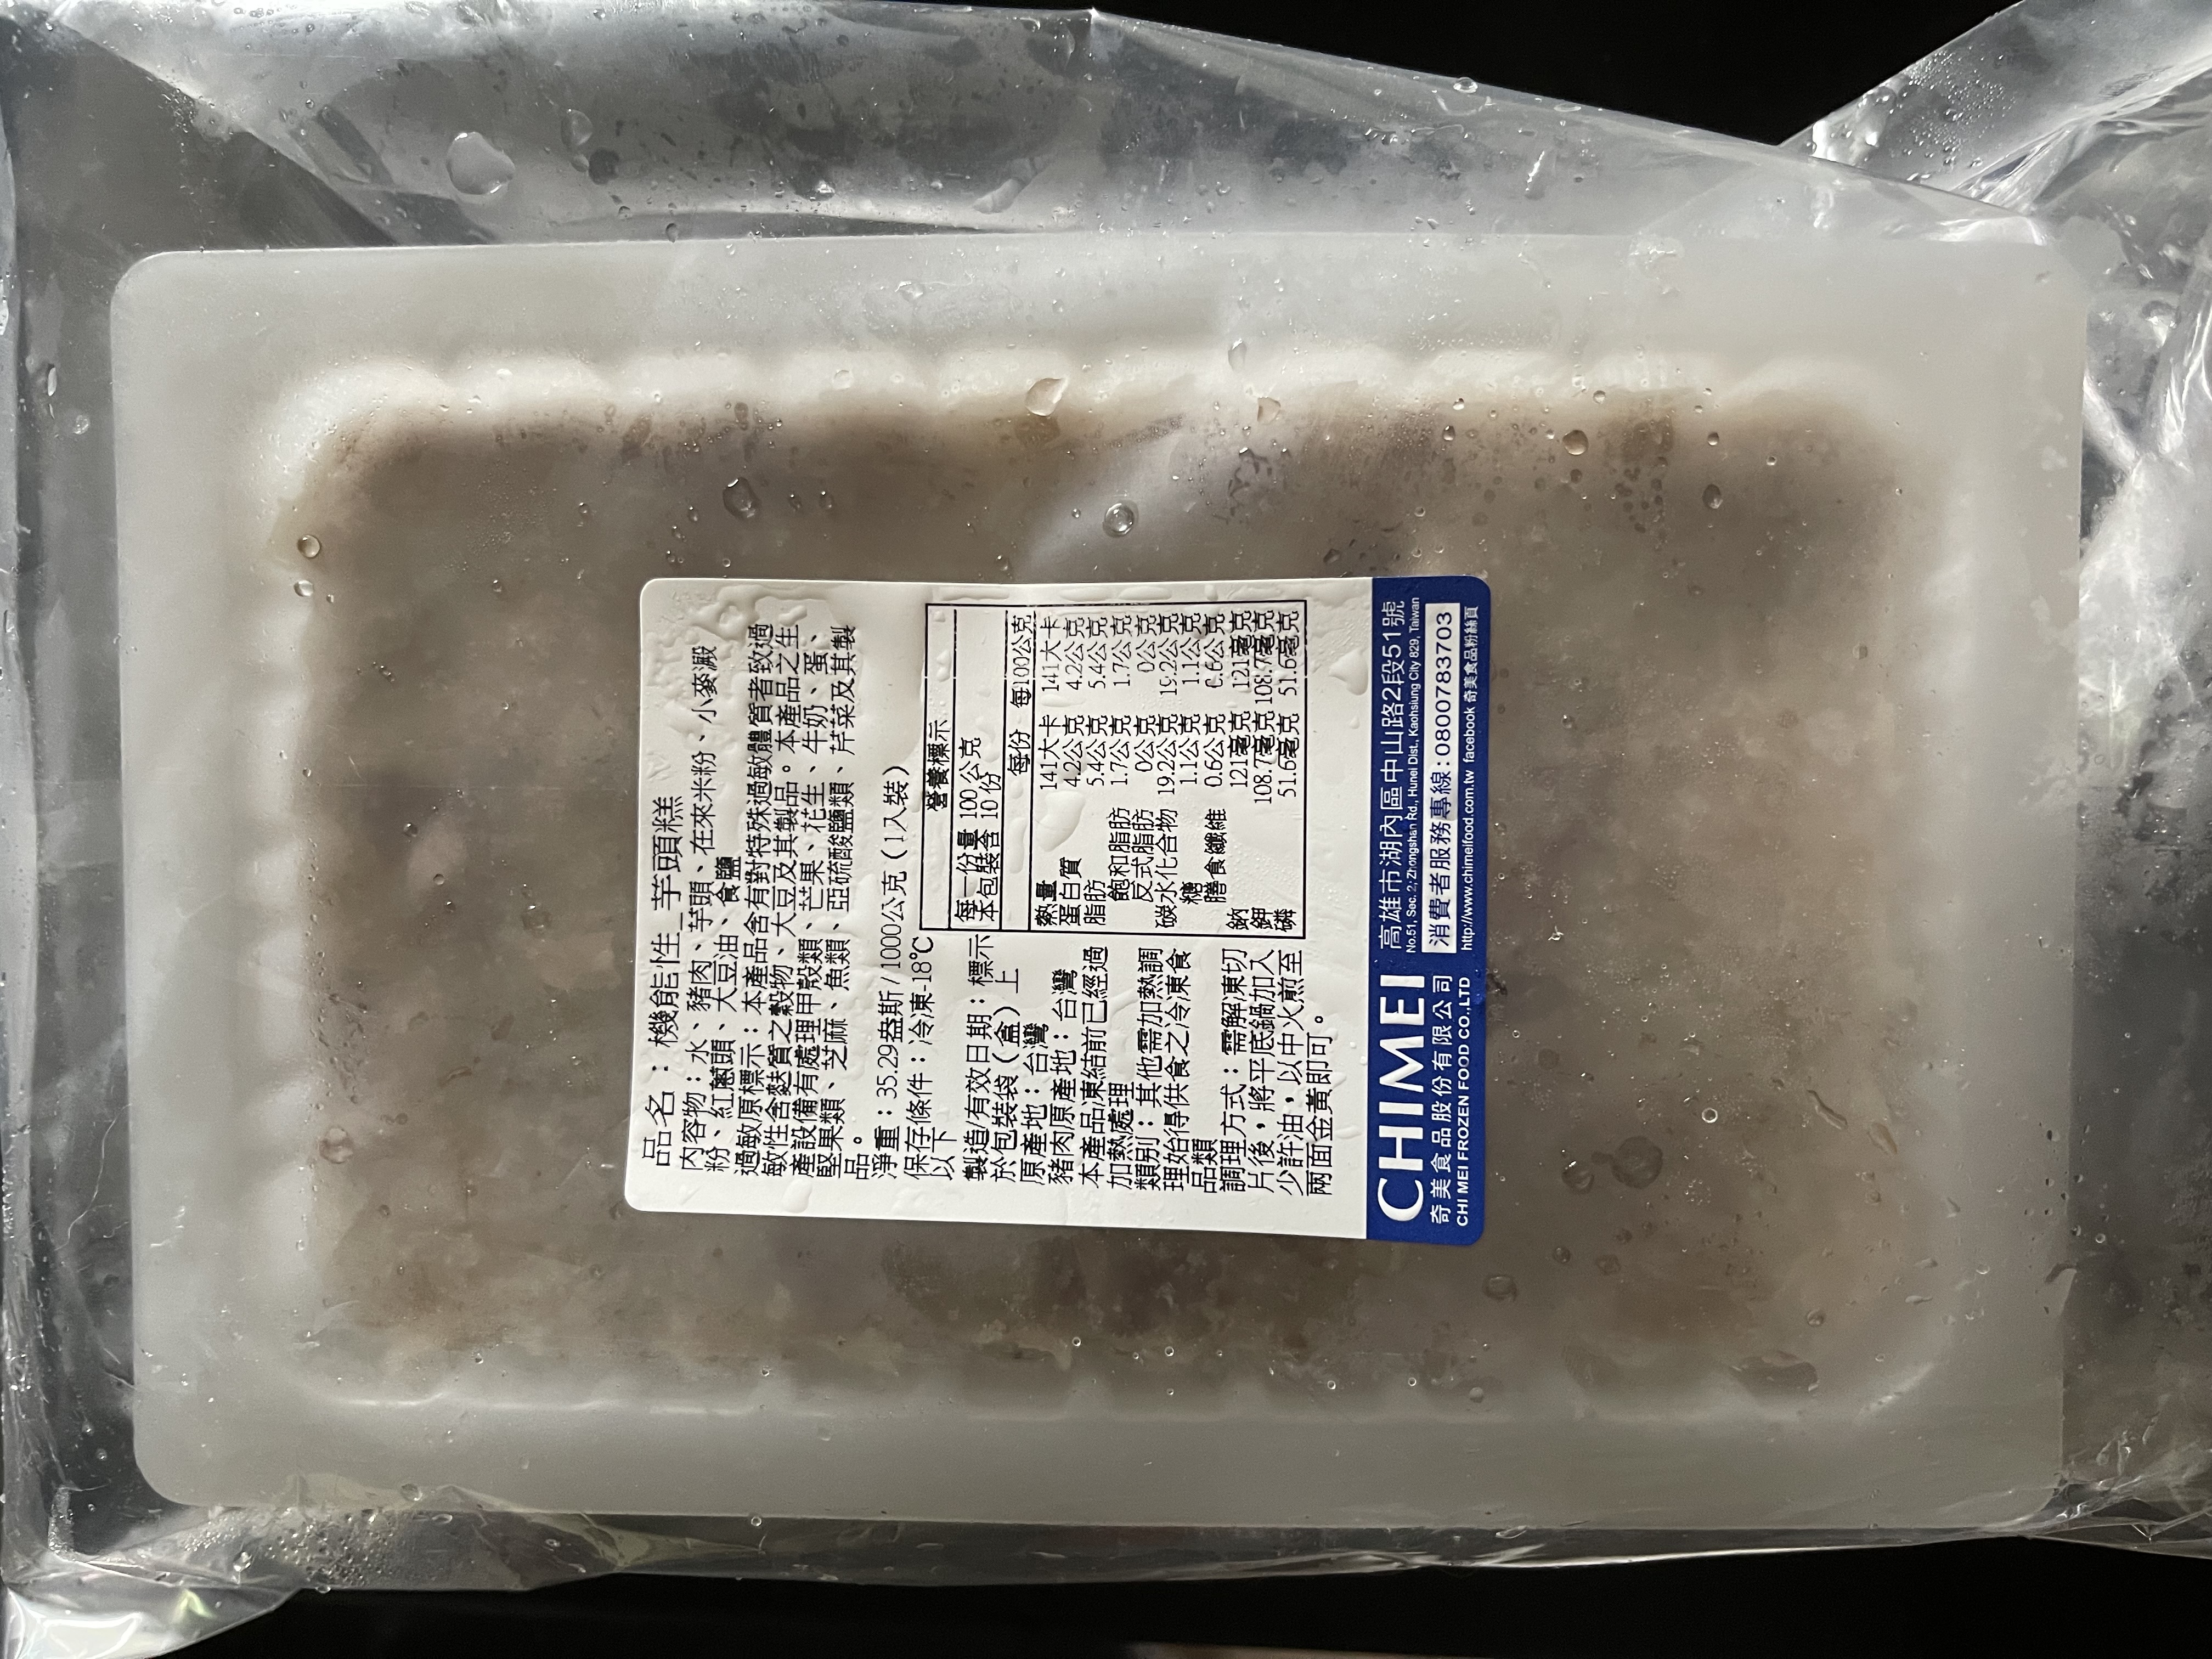 品名：機能性_芋頭糕
內容物：水、豬肉、芋頭、在來米粉、小麥澱
粉、紅蔥頭、大豆油、食鹽
過敏原標示：本產品含有對特殊過敏體質者致過
敏性含麩質之穀物、大豆及其製品。本產品之生
產設備有處理甲殼類、芒果、花生、牛奶、蛋、
堅果類、芝麻、魚類、亞硫酸鹽類、芹菜及其製
品。
淨重：35.29盎斯/1000公克（1入裝）
保存條件：冷凍-18℃
以下
製造/有效日期：標示
於包裝袋（盒）上
原產地：台灣
豬肉原產地：台灣
本產品凍結前已經過
加熱處理
類別：其他需加熱調
理始得供食之冷凍食
品類
調理方式：需解凍切
片後，將平底鍋加入
少許油，以中火煎至
兩面金黃即可。
營養標示
每一份量 100 公克
本包裝含 10 份
每份 每100公克
熱量 141大卡 141大卡
蛋白質 4.2公克 4.2公克
脂肪 5.4公克 5.4公克
飽和脂肪 1.7公克 1.7公克
反式脂肪 0公克 0公克
碳水化合物 19.2公克 19.2公克
糖 1.1公克 1.1公克
膳食纖維 0.6公克 0.6公克
鈉 121毫克 121毫克
鉀 108.7毫克 108.7毫克
磷 51.6毫克 51.6毫克
CHIMEI
奇美食品股份有限公司
CHI MEI FROZEN FOOD CO.,LTD
高雄市湖內區中山路2段51號
No.51, Sec. 2, Zhongshan Rd., Hunei Dist., Kaohsiung City 829, Taiwan
消費者服務專線：0800783703
http://www.chimeifood.com.tw facebook 奇美食品粉絲頁